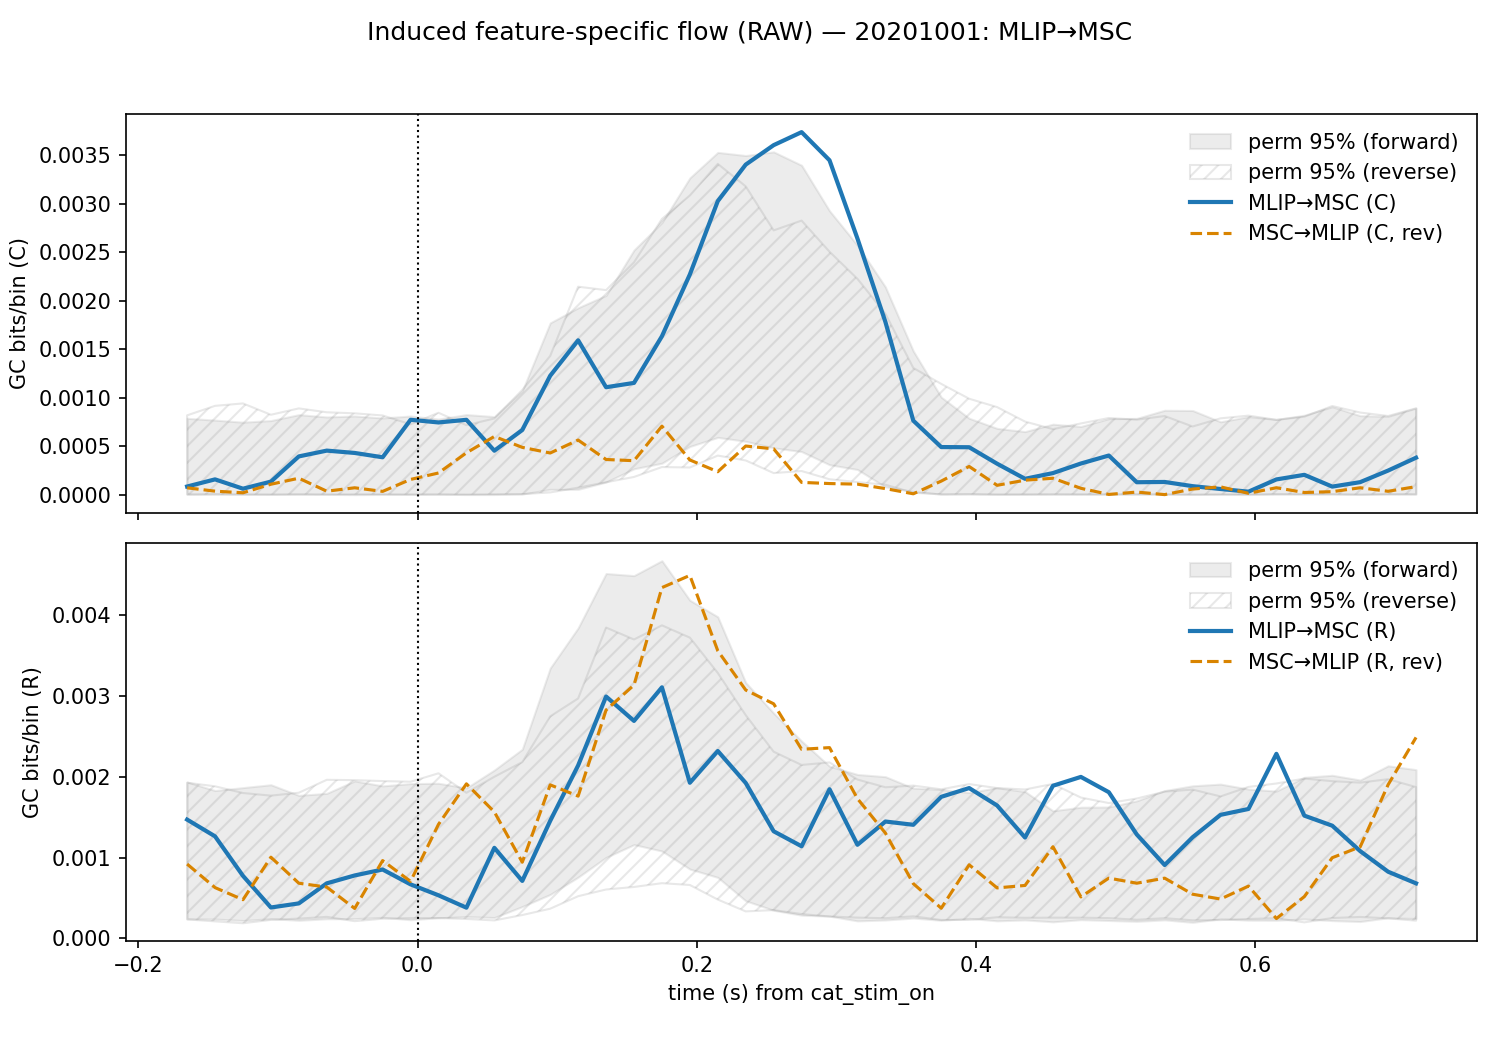 Induced feature-specific flow (RAW) — 20201001: MLIP→MSC
GC bits/bin (C)
0.0035
0.0030
0.0025
0.0020
0.0015
0.0010
0.0005
0.0000
perm 95% (forward)
perm 95% (reverse)
MLIP→MSC (C)
MSC→MLIP (C, rev)
GC bits/bin (R)
0.004
0.003
0.002
0.001
0.000
perm 95% (forward)
perm 95% (reverse)
MLIP→MSC (R)
MSC→MLIP (R, rev)
−0.2 0.0 0.2 0.4 0.6
time (s) from cat_stim_on